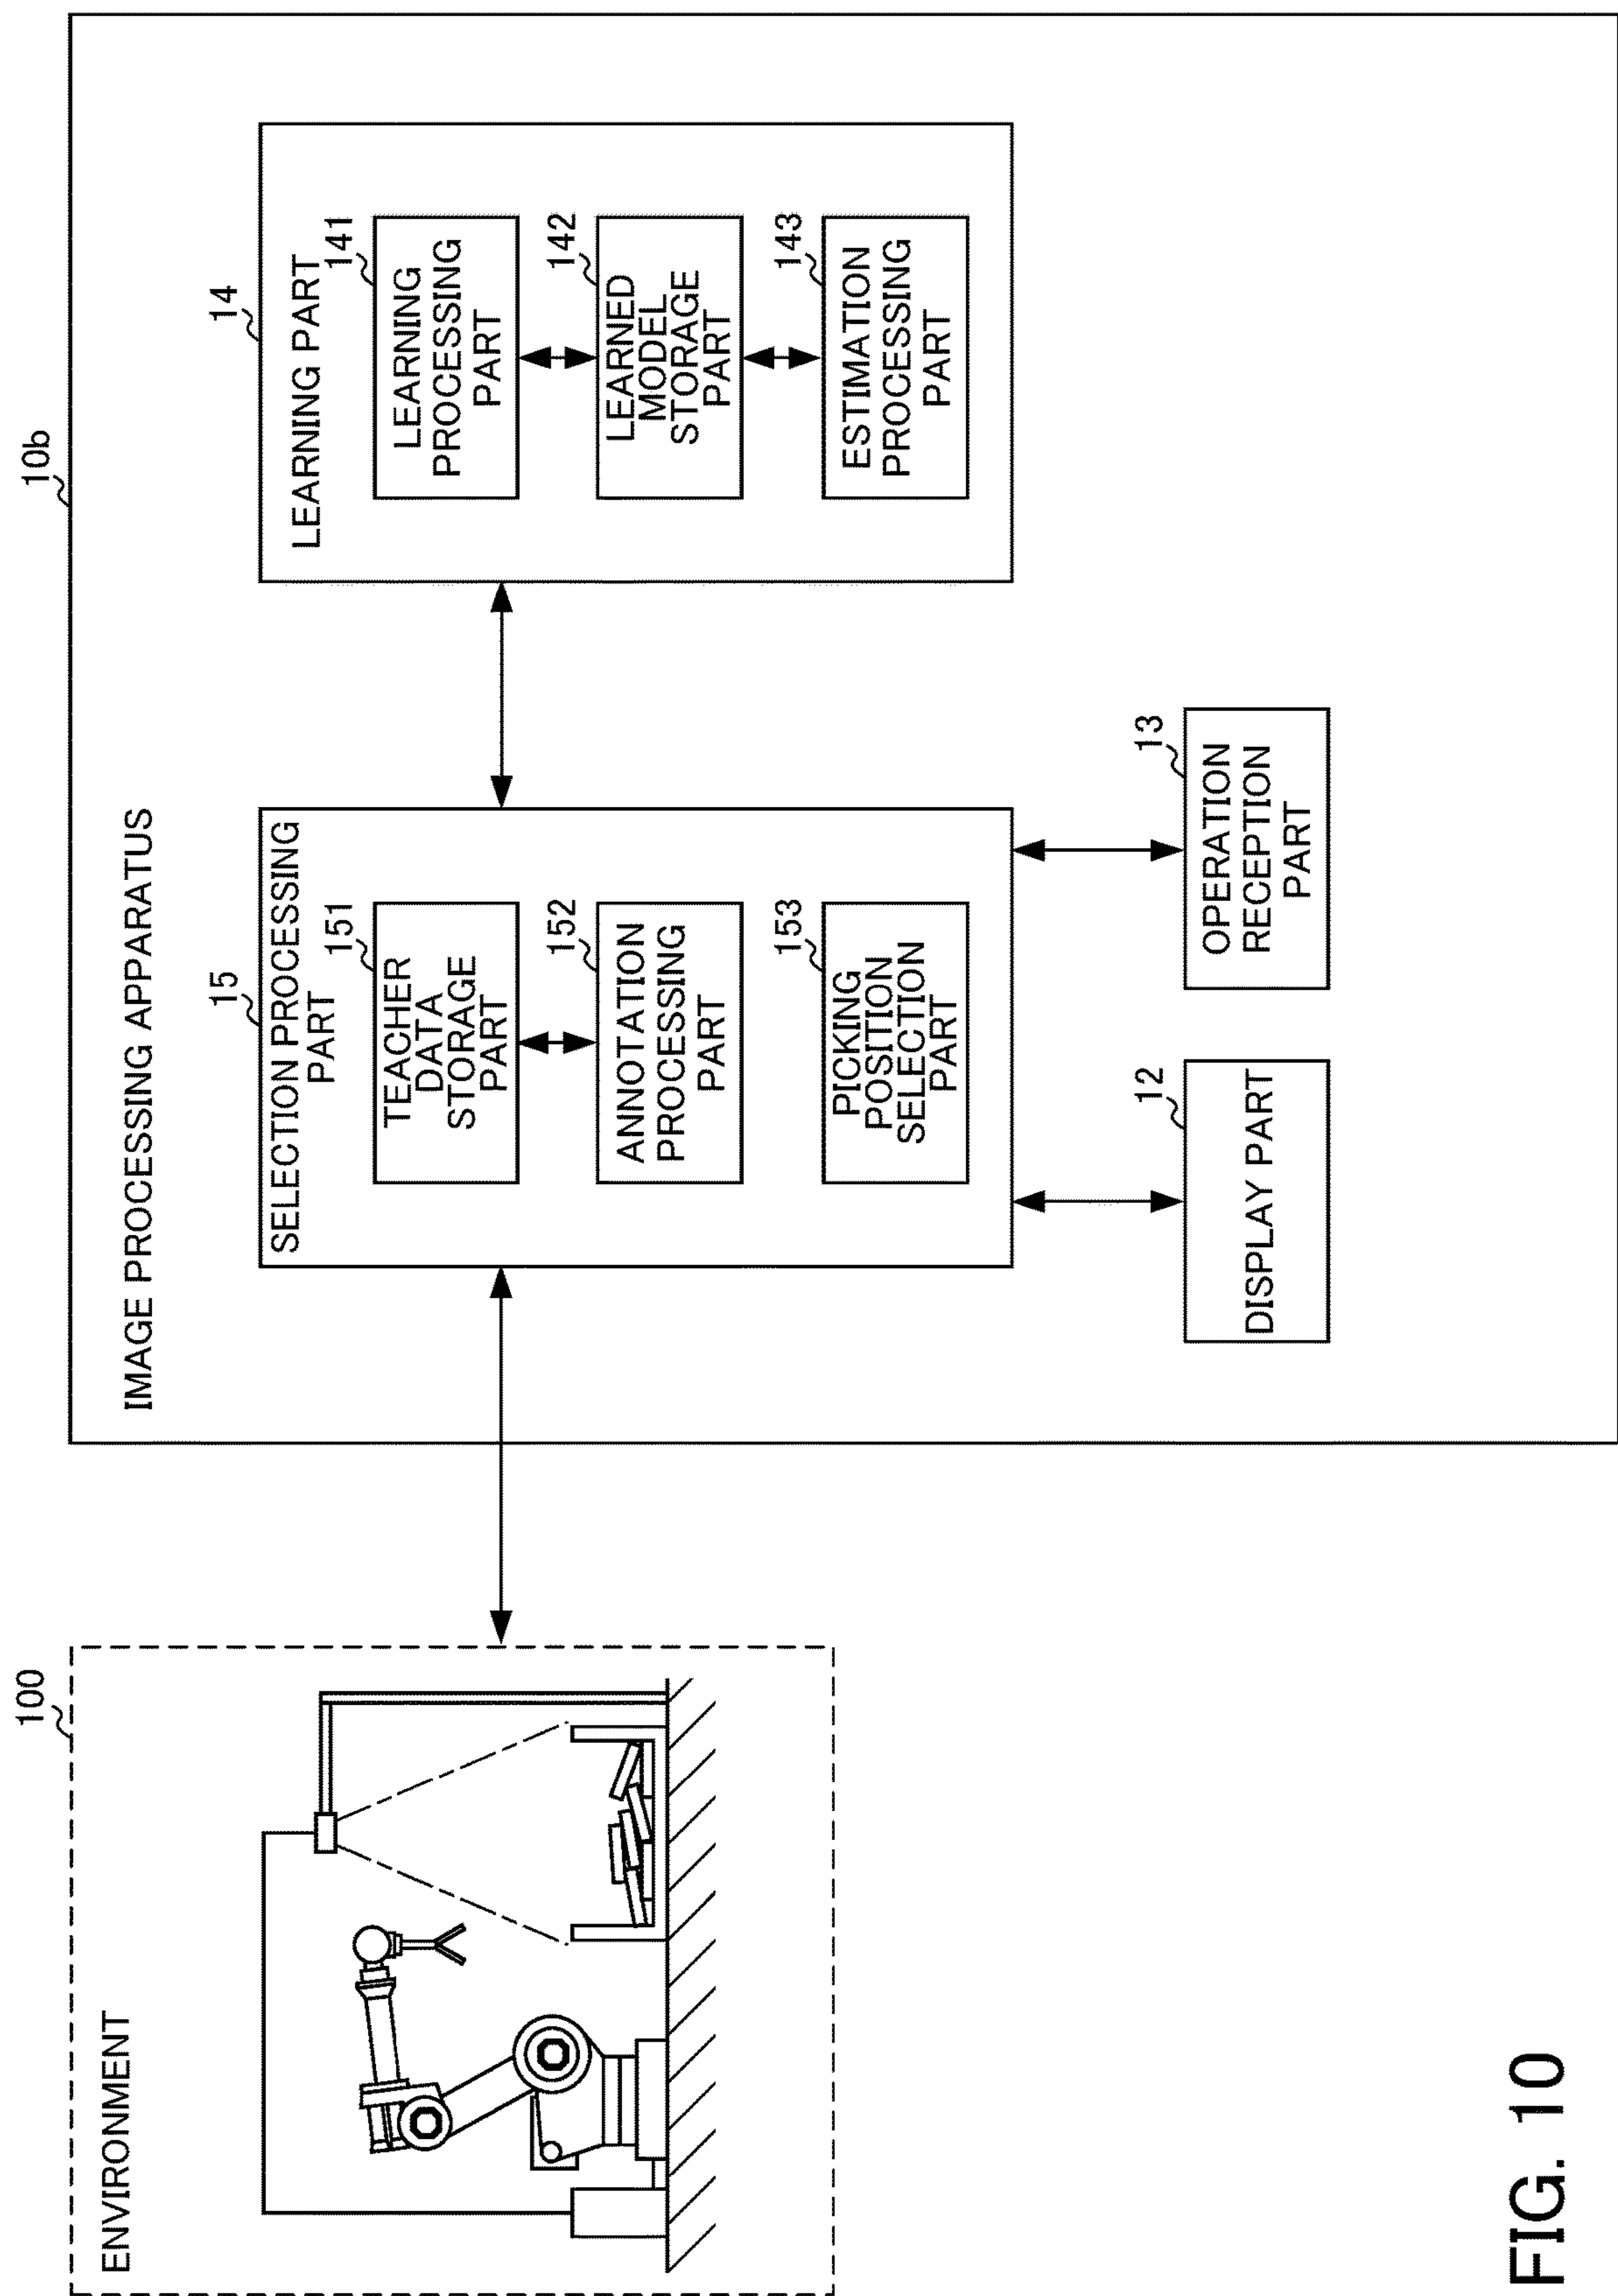 100
ENVIRONMENT
10b
IMAGE PROCESSING APPARATUS
15
SELECTION PROCESSING
PART
151
TEACHER
DATA
STORAGE
PART
152
ANNOTATION
PROCESSING
PART
153
PICKING
POSITION
SELECTION
PART
14
LEARNING PART
141
LEARNING
PROCESSING
PART
142
LEARNED
MODEL
STORAGE
PART
143
ESTIMATION
PROCESSING
PART
12
DISPLAY PART
13
OPERATION
RECEPTION
PART
FIG. 10